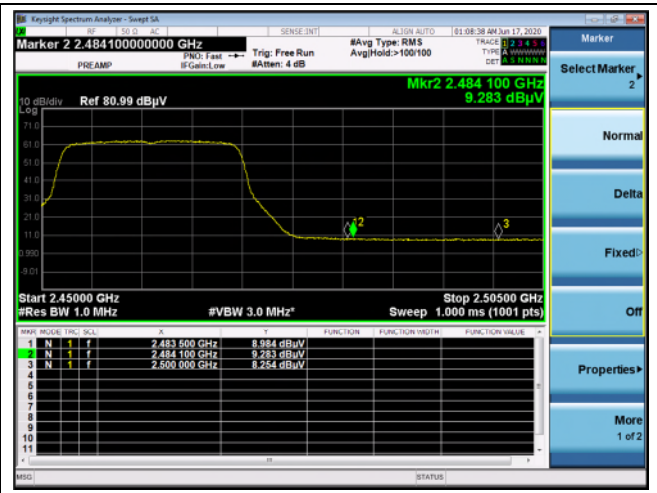 Keysight Spectrum Analyzer - Swept SA
RF 50 Ω AC SENSE:INT ALIGN AUTO 01:08:38 AM Jun 17, 2020
Marker 2 2.484100000000 GHz
PREAMP
PNO: Fast
IFGain:Low
Trig: Free Run
#Atten: 4 dB
#Avg Type: RMS
Avg|Hold:>100/100
TRACE 1 2 3 4 5 6
TYPE A WWWWW
DET A S N N N N
Mkr2 2.484 100 GHz
9.283 dBµV
10 dB/div Ref 80.99 dBµV
Log
71.0
61.0
51.0
41.0
31.0
21.0
11.0
0.990
-9.01
2
3
Start 2.45000 GHz Stop 2.50500 GHz
#Res BW 1.0 MHz #VBW 3.0 MHz* Sweep 1.000 ms (1001 pts)
MKR MODE TRC SCL X Y FUNCTION FUNCTION WIDTH FUNCTION VALUE
1 N 1 f 2.483 500 GHz 8.984 dBµV
2 N 1 f 2.484 100 GHz 9.283 dBµV
3 N 1 f 2.500 000 GHz 8.254 dBµV
4
5
6
7
8
9
10
11
MSG STATUS
Marker
Select Marker
2
Normal
Delta
Fixed
Off
Properties
More
1 of 2